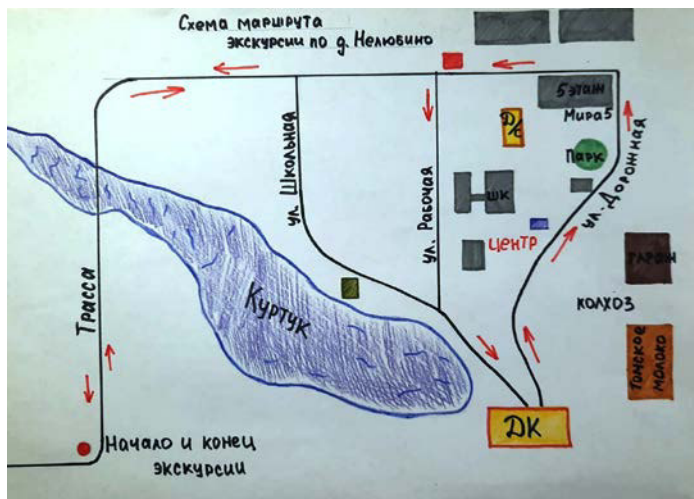 Схема маршрута
экскурсии по д. Нелюбино
5 этаж
Мира 5
Д/С
Парк
ул. Дорожная
ул. Школьная
ул. Рабочая
ШК
ЦЕНТР
ГАРАЖ
КОЛХОЗ
Томское
молоко
Куртук
Трасса
ДК
Начало и конец
экскурсии